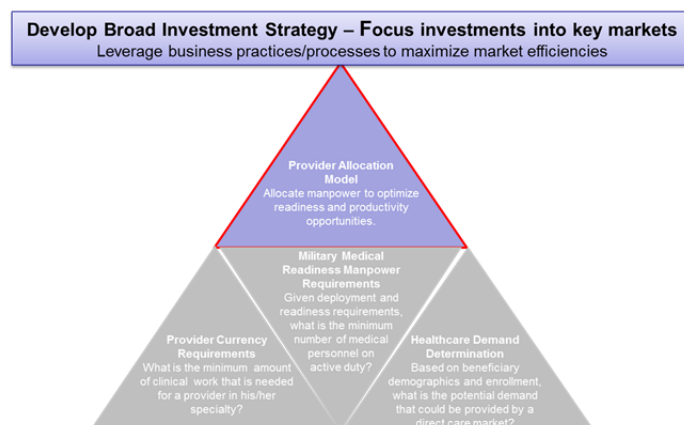 Develop Broad Investment Strategy – Focus investments into key markets
Leverage business practices/processes to maximize market efficiencies
Provider Allocation
Model
Allocate manpower to optimize
readiness and productivity
opportunities.
Military Medical
Readiness Manpower
Requirements
Given deployment and
readiness requirements,
what is the minimum
number of medical
personnel on
active duty?
Provider Currency
Requirements
What is the minimum amount
of clinical work that is needed
for a provider in his/her
specialty?
Healthcare Demand
Determination
Based on beneficiary
demographics and enrollment,
what is the potential demand
that could be provided by a
direct care market?